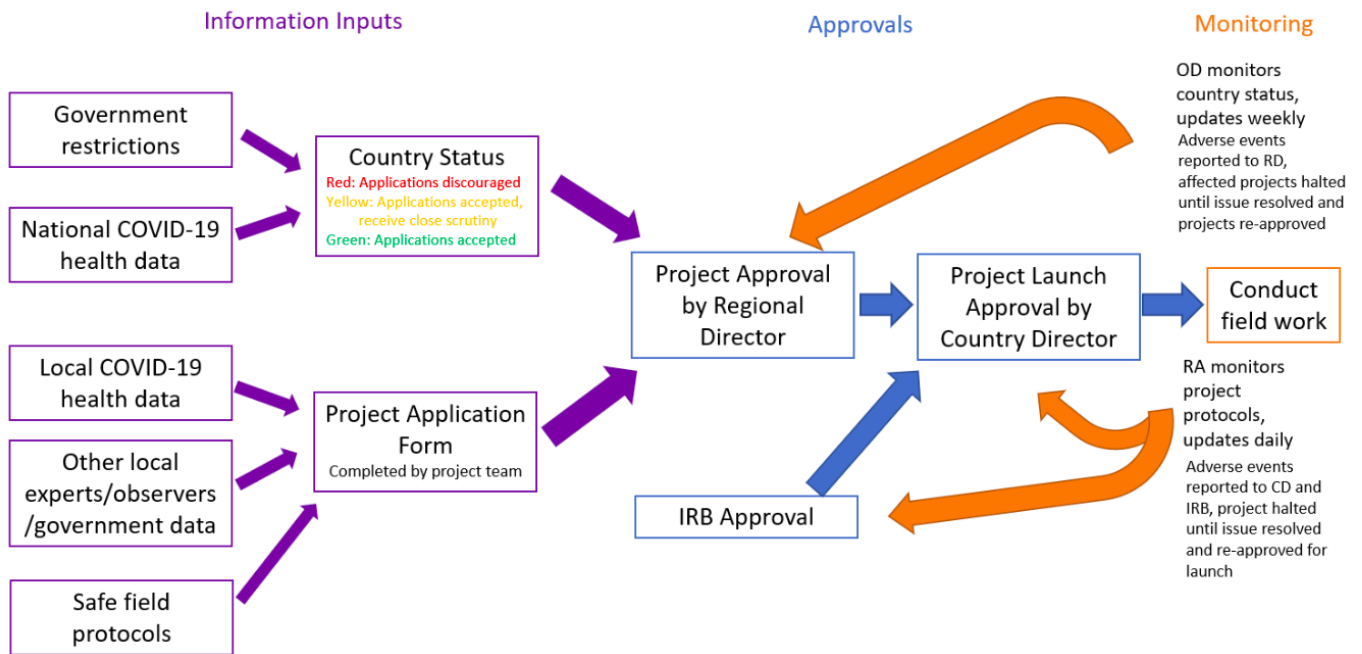 Information Inputs
Approvals
Monitoring
Government
restrictions
National COVID-19
health data
Country Status
Red: Applications discouraged
Yellow: Applications accepted,
receive close scrutiny
Green: Applications accepted
Local COVID-19
health data
Other local
experts/observers
/government data
Safe field
protocols
Project Application
Form
Completed by project team
Project Approval
by Regional
Director
IRB Approval
Project Launch
Approval by
Country Director
OD monitors
country status,
updates weekly
Adverse events
reported to RD,
affected projects halted
until issue resolved and
projects re-approved
Conduct
field work
RA monitors
project
protocols,
updates daily
Adverse events
reported to CD and
IRB, project halted
until issue resolved
and re-approved for
launch